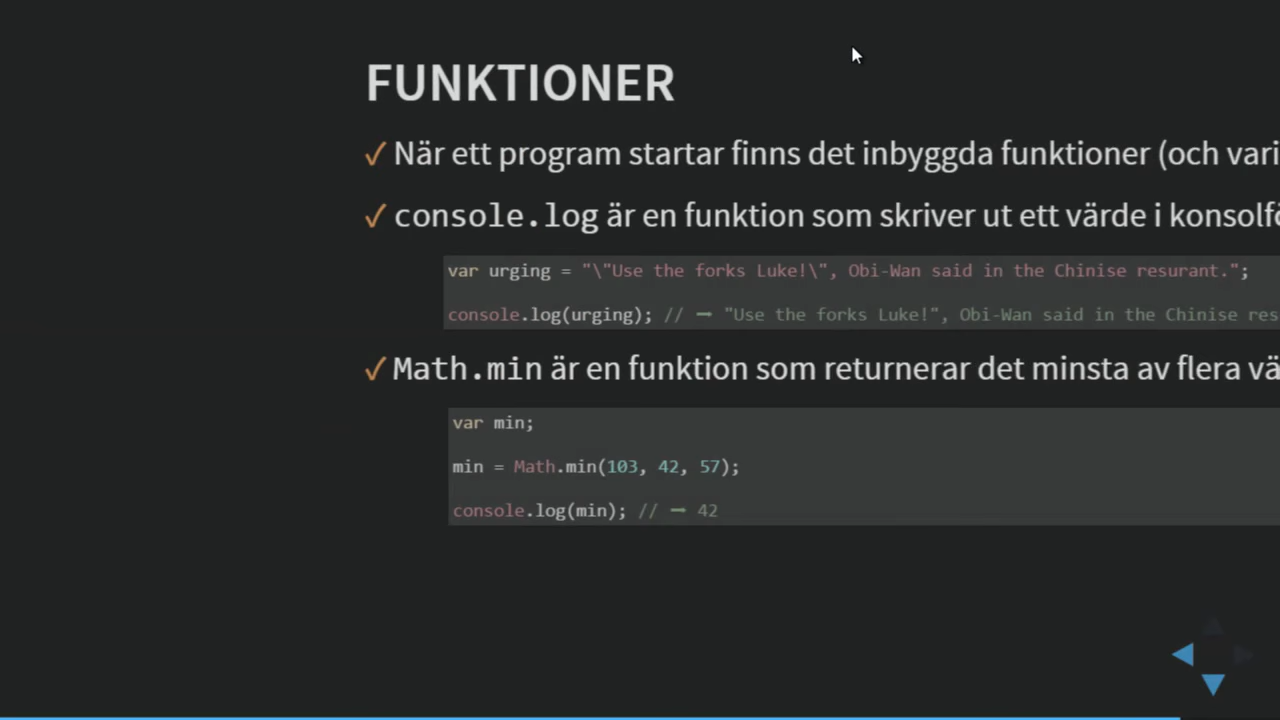 FUNKTIONER
✓ När ett program startar finns det inbyggda funktioner (och vari
✓ console.log är en funktion som skriver ut ett värde i konsolfö
var urging = "\"Use the forks Luke!\", Obi-Wan said in the Chinise resurant.";
console.log(urging); // ➞ "Use the forks Luke!", Obi-Wan said in the Chinise res
✓ Math.min är en funktion som returnerar det minsta av flera vä
var min;
min = Math.min(103, 42, 57);
console.log(min); // ➞ 42